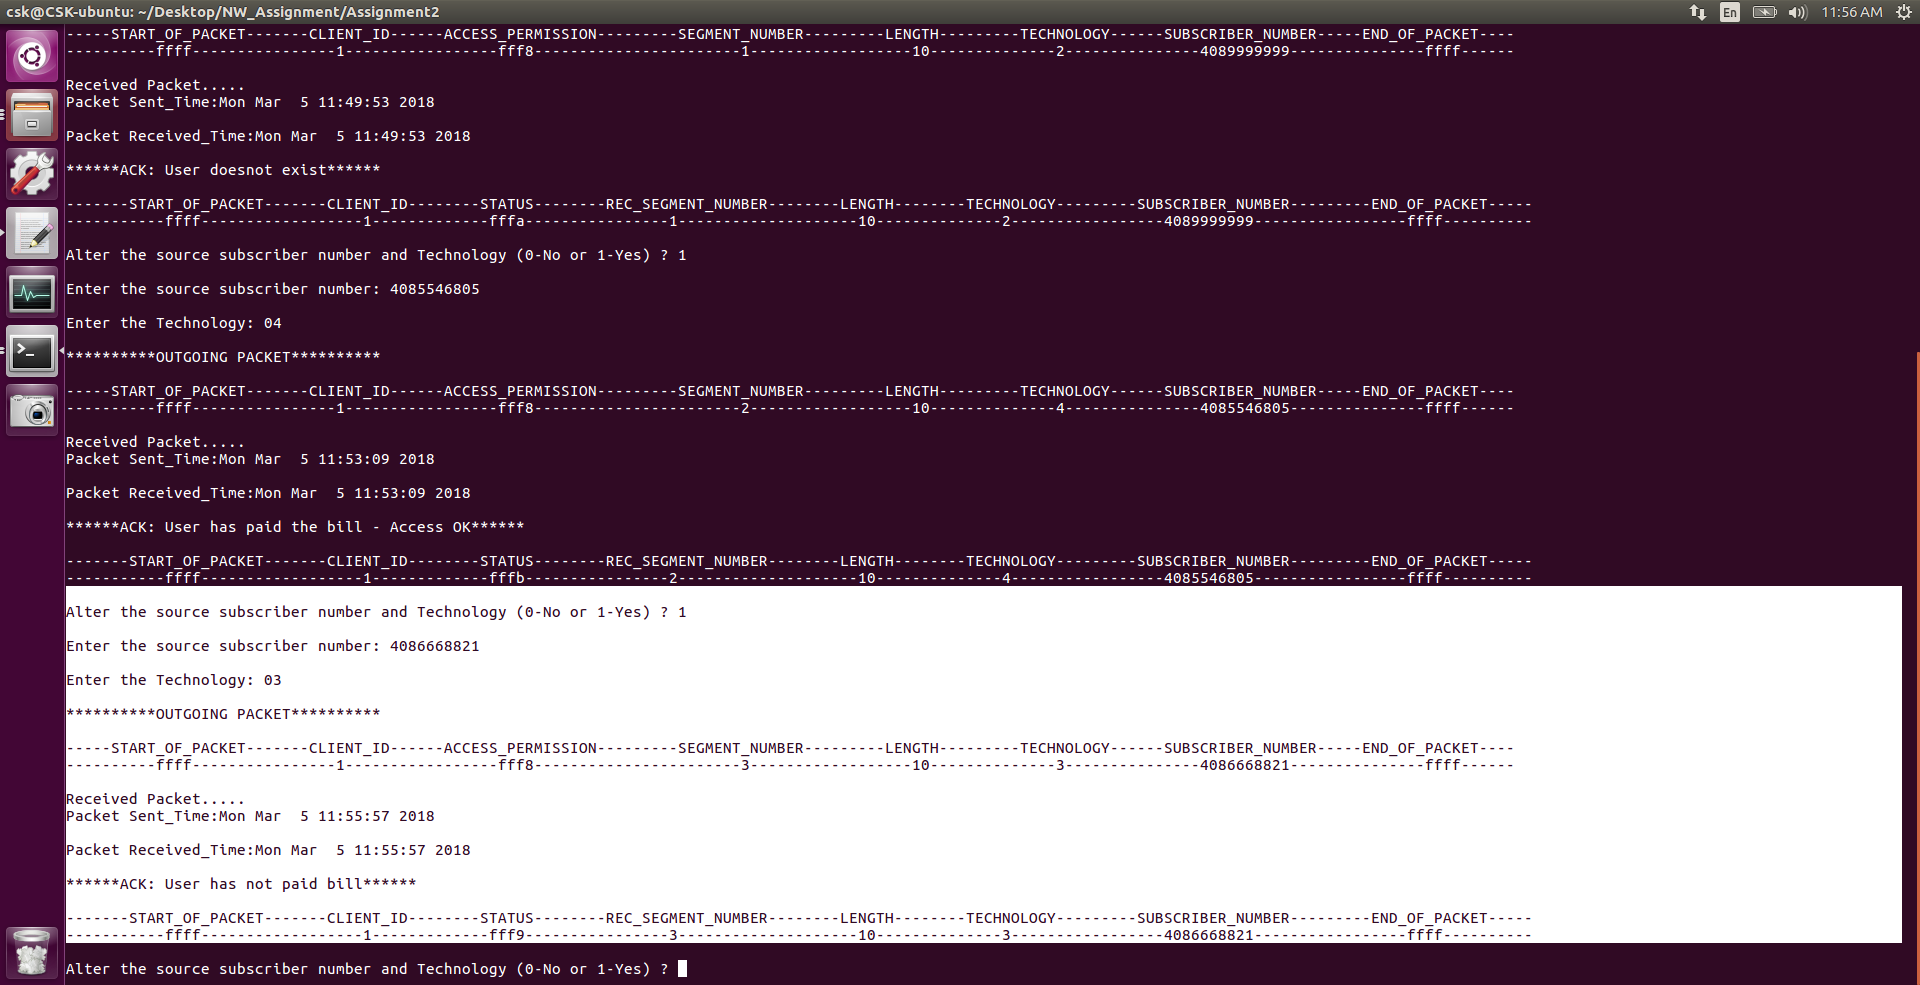 csk@CSK-ubuntu: ~/Desktop/NW_Assignment/Assignment2 En 11:56 AM
-----START_OF_PACKET-------CLIENT_ID------ACCESS_PERMISSION---------SEGMENT_NUMBER---------LENGTH---------TECHNOLOGY------SUBSCRIBER_NUMBER-----END_OF_PACKET----
----------ffff----------------1-----------------fff8-----------------------1------------------10--------------2---------------4089999999---------------ffff------
Received Packet.....
Packet Sent_Time:Mon Mar  5 11:49:53 2018
Packet Received_Time:Mon Mar  5 11:49:53 2018
******ACK: User doesnot exist******
-------START_OF_PACKET-------CLIENT_ID--------STATUS--------REC_SEGMENT_NUMBER--------LENGTH--------TECHNOLOGY---------SUBSCRIBER_NUMBER---------END_OF_PACKET-----
-----------ffff------------------1-------------fffa----------------1--------------------10--------------2-----------------4089999999-----------------ffff----------
Alter the source subscriber number and Technology (0-No or 1-Yes) ? 1
Enter the source subscriber number: 4085546805
Enter the Technology: 04
**********OUTGOING PACKET**********
-----START_OF_PACKET-------CLIENT_ID------ACCESS_PERMISSION---------SEGMENT_NUMBER---------LENGTH---------TECHNOLOGY------SUBSCRIBER_NUMBER-----END_OF_PACKET----
----------ffff----------------1-----------------fff8-----------------------2------------------10--------------4---------------4085546805---------------ffff------
Received Packet.....
Packet Sent_Time:Mon Mar  5 11:53:09 2018
Packet Received_Time:Mon Mar  5 11:53:09 2018
******ACK: User has paid the bill - Access OK******
-------START_OF_PACKET-------CLIENT_ID--------STATUS--------REC_SEGMENT_NUMBER--------LENGTH--------TECHNOLOGY---------SUBSCRIBER_NUMBER---------END_OF_PACKET-----
-----------ffff------------------1-------------fffb----------------2--------------------10--------------4-----------------4085546805-----------------ffff----------
Alter the source subscriber number and Technology (0-No or 1-Yes) ? 1
Enter the source subscriber number: 4086668821
Enter the Technology: 03
**********OUTGOING PACKET**********
-----START_OF_PACKET-------CLIENT_ID------ACCESS_PERMISSION---------SEGMENT_NUMBER---------LENGTH---------TECHNOLOGY------SUBSCRIBER_NUMBER-----END_OF_PACKET----
----------ffff----------------1-----------------fff8-----------------------3------------------10--------------3---------------4086668821---------------ffff------
Received Packet.....
Packet Sent_Time:Mon Mar  5 11:55:57 2018
Packet Received_Time:Mon Mar  5 11:55:57 2018
******ACK: User has not paid bill******
-------START_OF_PACKET-------CLIENT_ID--------STATUS--------REC_SEGMENT_NUMBER--------LENGTH--------TECHNOLOGY---------SUBSCRIBER_NUMBER---------END_OF_PACKET-----
-----------ffff------------------1-------------fff9----------------3--------------------10--------------3-----------------4086668821-----------------ffff----------
Alter the source subscriber number and Technology (0-No or 1-Yes) ?